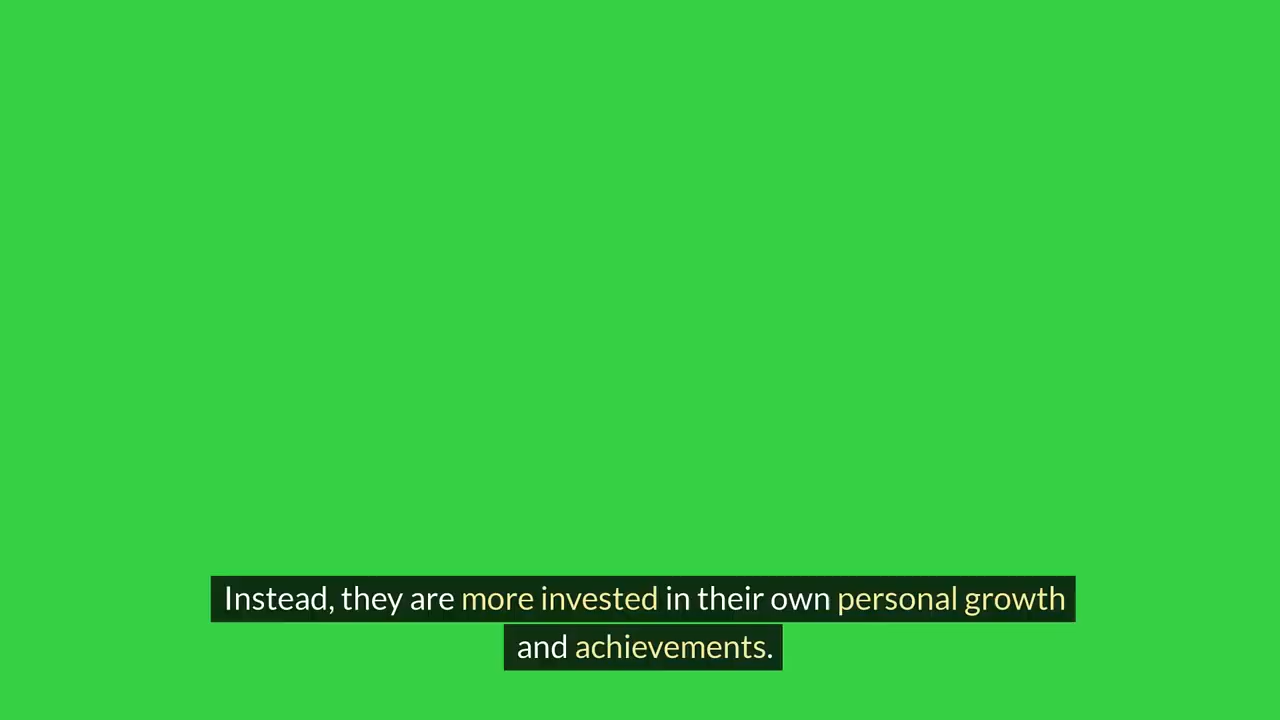 Instead, they are more invested in their own personal growth
and achievements.